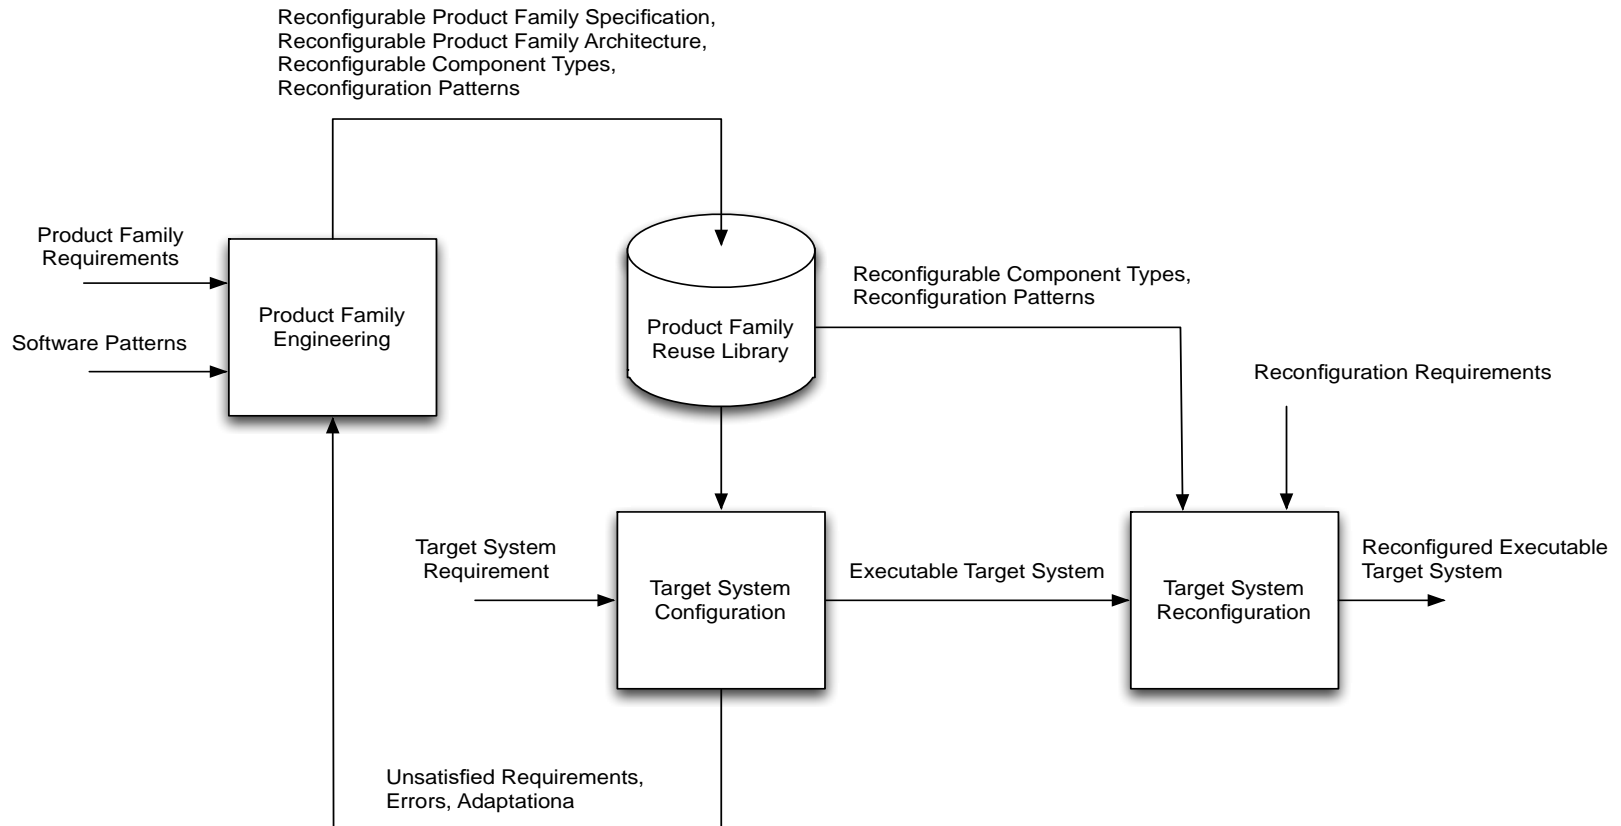 Reconfigurable Product Family Specification,
Reconfigurable Product Family Architecture,
Reconfigurable Component Types,
Reconfiguration Patterns
Product Family
Requirements
Software Patterns
Product Family
Engineering
Product Family
Reuse Library
Reconfigurable Component Types,
Reconfiguration Patterns
Reconfiguration Requirements
Target System
Requirement
Target System
Configuration
Executable Target System
Target System
Reconfiguration
Reconfigured Executable
Target System
Unsatisfied Requirements,
Errors, Adaptationa